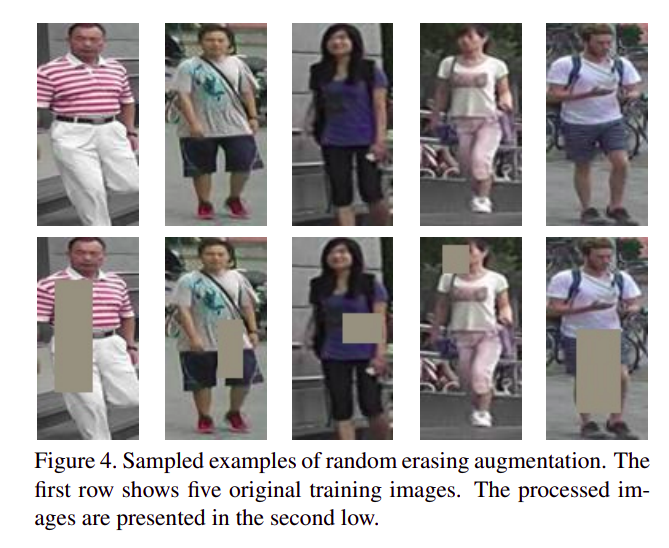 Figure 4. Sampled examples of random erasing augmentation. The
first row shows five original training images. The processed im-
ages are presented in the second low.